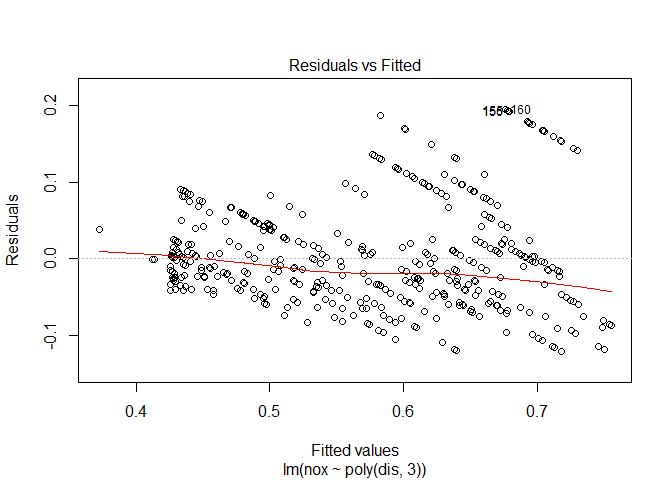 Residuals vs Fitted
0.2
0.1
0.0
-0.1
Residuals
160
0.4 0.5 0.6 0.7
Fitted values
lm(nox ~ poly(dis, 3))